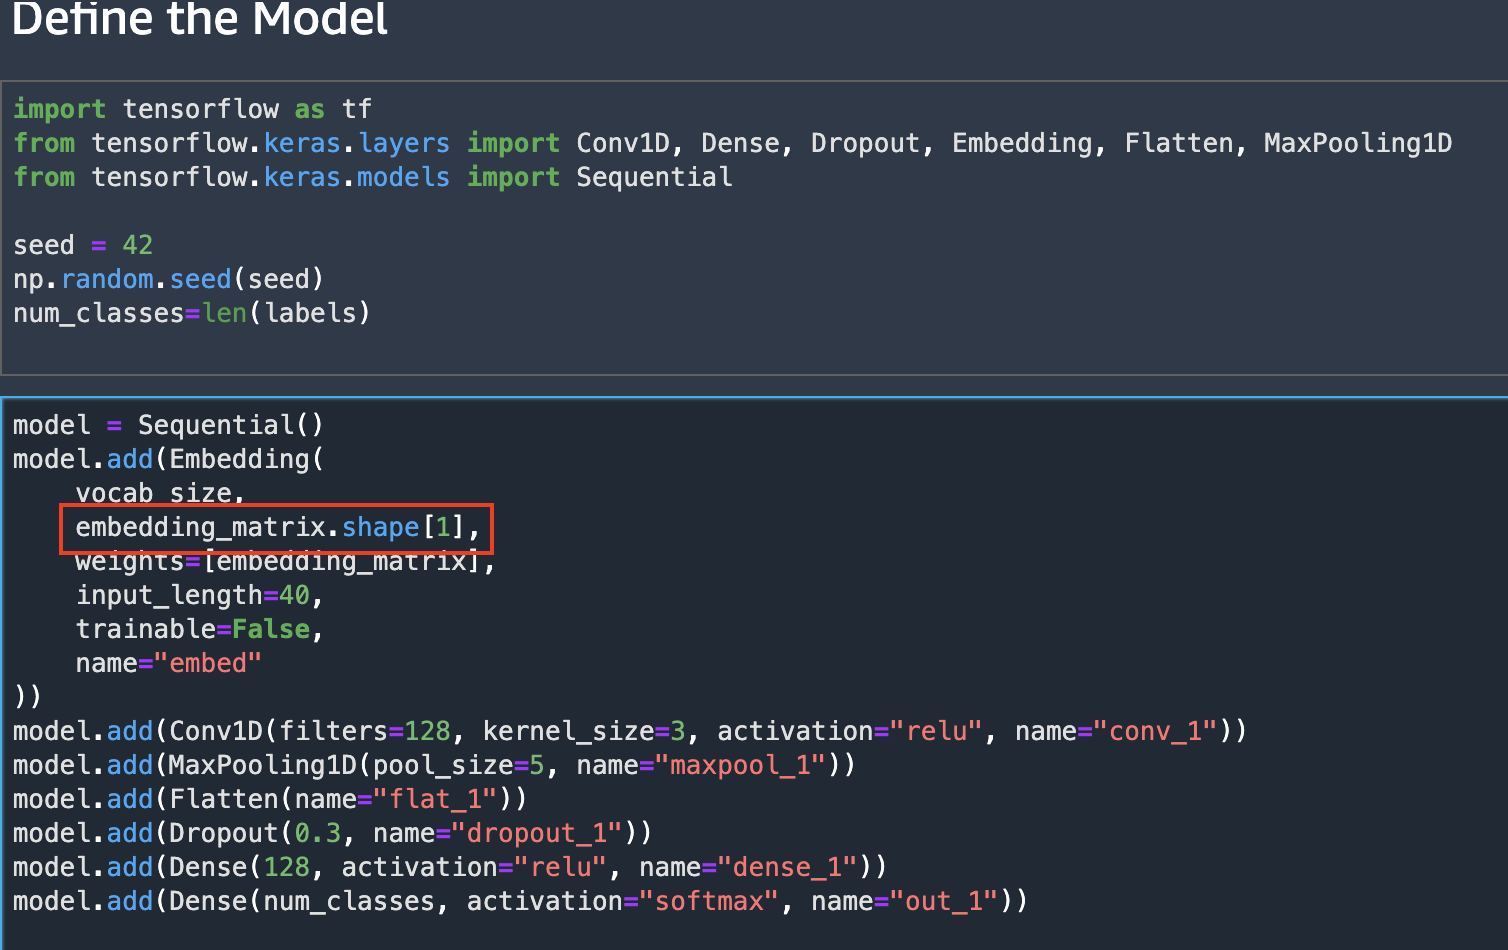 Define the Model
import tensorflow as tf
from tensorflow.keras.layers import Conv1D, Dense, Dropout, Embedding, Flatten, MaxPooling1D
from tensorflow.keras.models import Sequential
seed = 42
np.random.seed(seed)
num_classes=len(labels)
model = Sequential()
model.add(Embedding(
    vocab_size,
    embedding_matrix.shape[1],
    weights=[embedding_matrix],
    input_length=40,
    trainable=False,
    name="embed"
))
model.add(Conv1D(filters=128, kernel_size=3, activation="relu", name="conv_1"))
model.add(MaxPooling1D(pool_size=5, name="maxpool_1"))
model.add(Flatten(name="flat_1"))
model.add(Dropout(0.3, name="dropout_1"))
model.add(Dense(128, activation="relu", name="dense_1"))
model.add(Dense(num_classes, activation="softmax", name="out_1"))